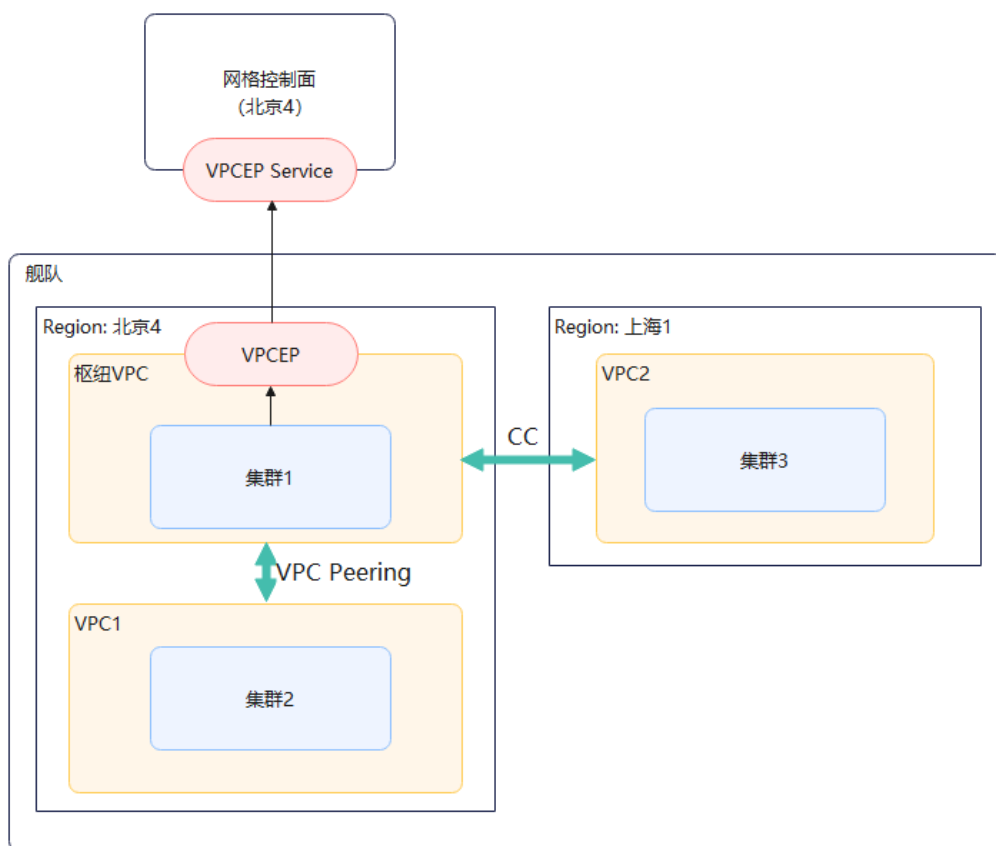 网格控制面
(北京4)
VPCEP Service
舰队
Region: 北京4
VPCEP
枢纽VPC
集群1
VPC Peering
VPC1
集群2
CC
Region: 上海1
VPC2
集群3